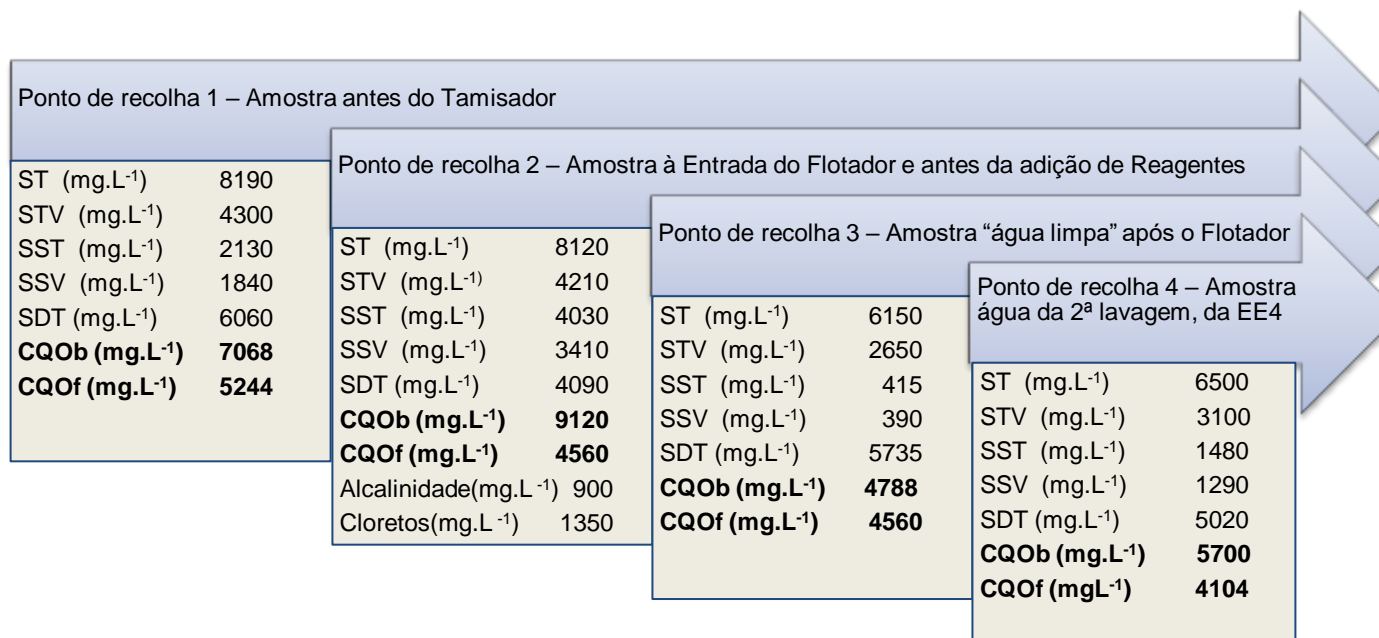 Ponto de recolha 1 – Amostra antes do Tamisador
ST (mg.L-1) 8190
STV (mg.L-1) 4300
SST (mg.L-1) 2130
SSV (mg.L-1) 1840
SDT (mg.L-1) 6060
CQOb (mg.L-1) 7068
CQOf (mg.L-1) 5244
Ponto de recolha 2 – Amostra à Entrada do Flotador e antes da adição de Reagentes
ST (mg.L-1) 8120
STV (mg.L-1) 4210
SST (mg.L-1) 4030
SSV (mg.L-1) 3410
SDT (mg.L-1) 4090
CQOb (mg.L-1) 9120
CQOf (mg.L-1) 4560
Alcalinidade(mg.L -1) 900
Cloretos(mg.L -1) 1350
Ponto de recolha 3 – Amostra “água limpa” após o Flotador
ST (mg.L-1) 6150
STV (mg.L-1) 2650
SST (mg.L-1) 415
SSV (mg.L-1) 390
SDT (mg.L-1) 5735
CQOb (mg.L-1) 4788
CQOf (mg.L-1) 4560
Ponto de recolha 4 – Amostra
água da 2ª lavagem, da EE4
ST (mg.L-1) 6500
STV (mg.L-1) 3100
SST (mg.L-1) 1480
SSV (mg.L-1) 1290
SDT (mg.L-1) 5020
CQOb (mg.L-1) 5700
CQOf (mgL-1) 4104